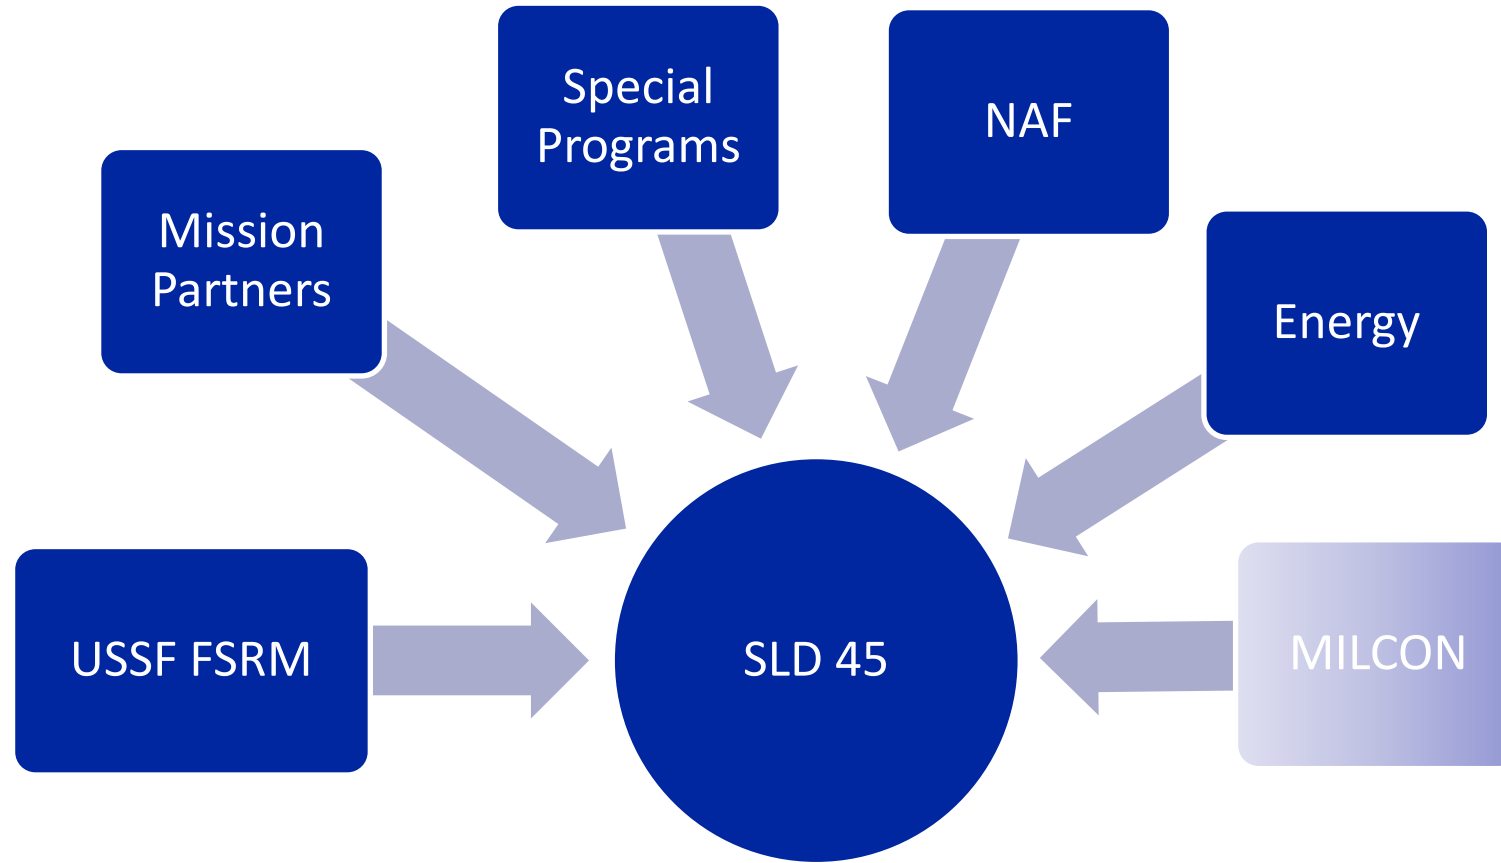 Special
Programs
NAF
Mission
Partners
Energy
USSF FSRM
SLD 45
MILCON